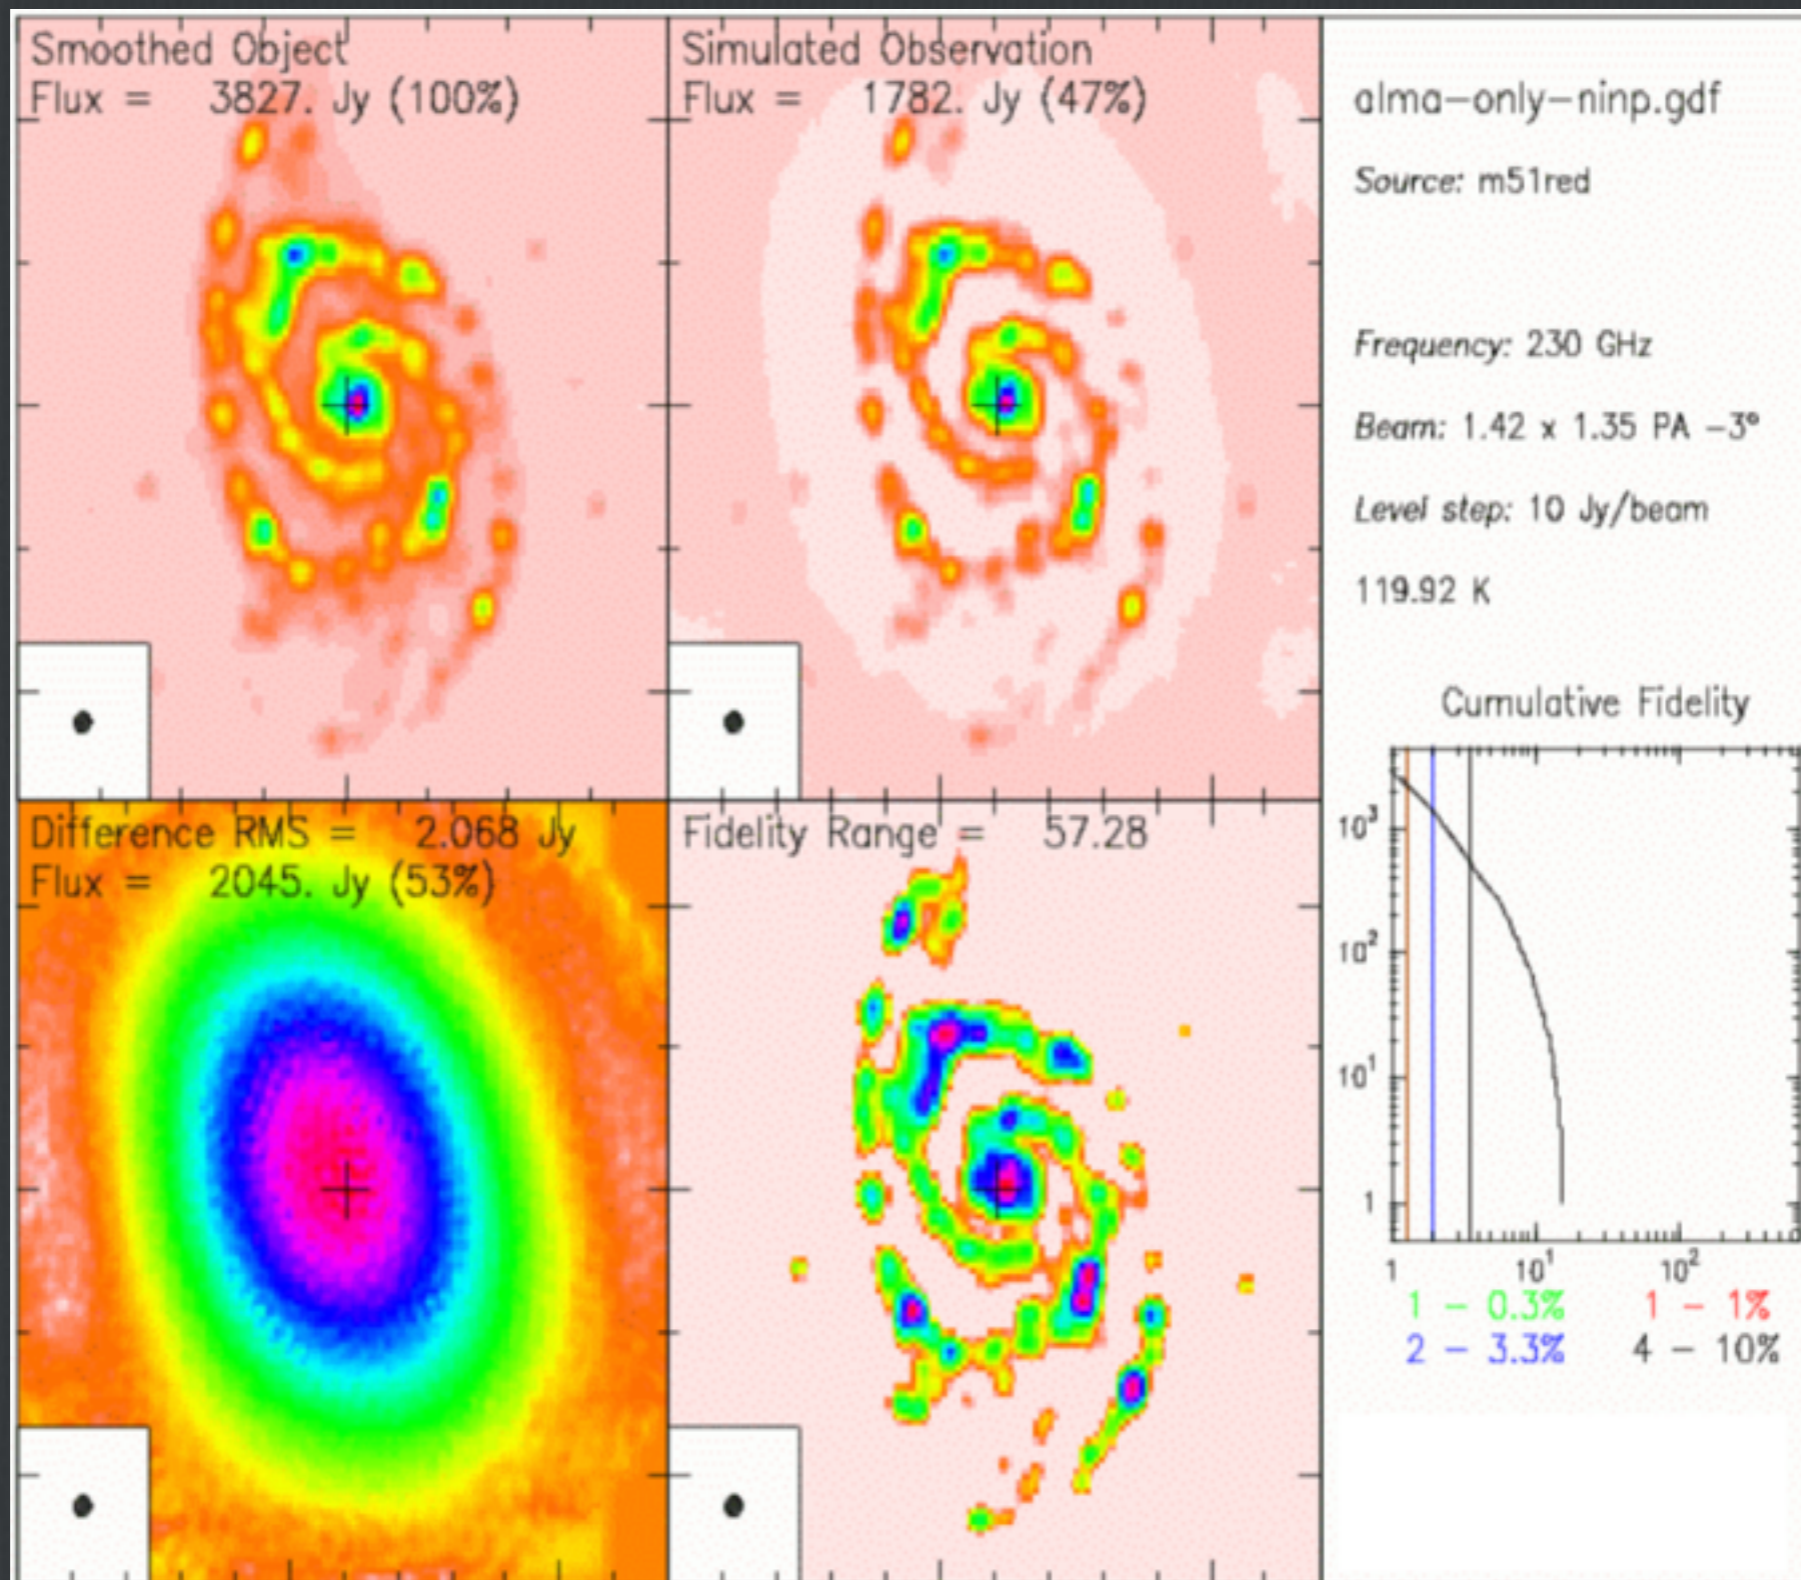 Smoothed Object
Flux = 3827. Jy (100%)
Simulated Observation
Flux = 1782. Jy (47%)
Difference RMS = 2.068 Jy
Flux = 2045. Jy (53%)
Fidelity Range = 57.28
alma-only-ninp.gdf
Source: m51red
Frequency: 230 GHz
Beam: 1.42 x 1.35 PA -3°
Level step: 10 Jy/beam
119.92 K
Cumulative Fidelity
10³
10²
10¹
1
1 10¹ 10²
1 - 0.3% 1 - 1%
2 - 3.3% 4 - 10%